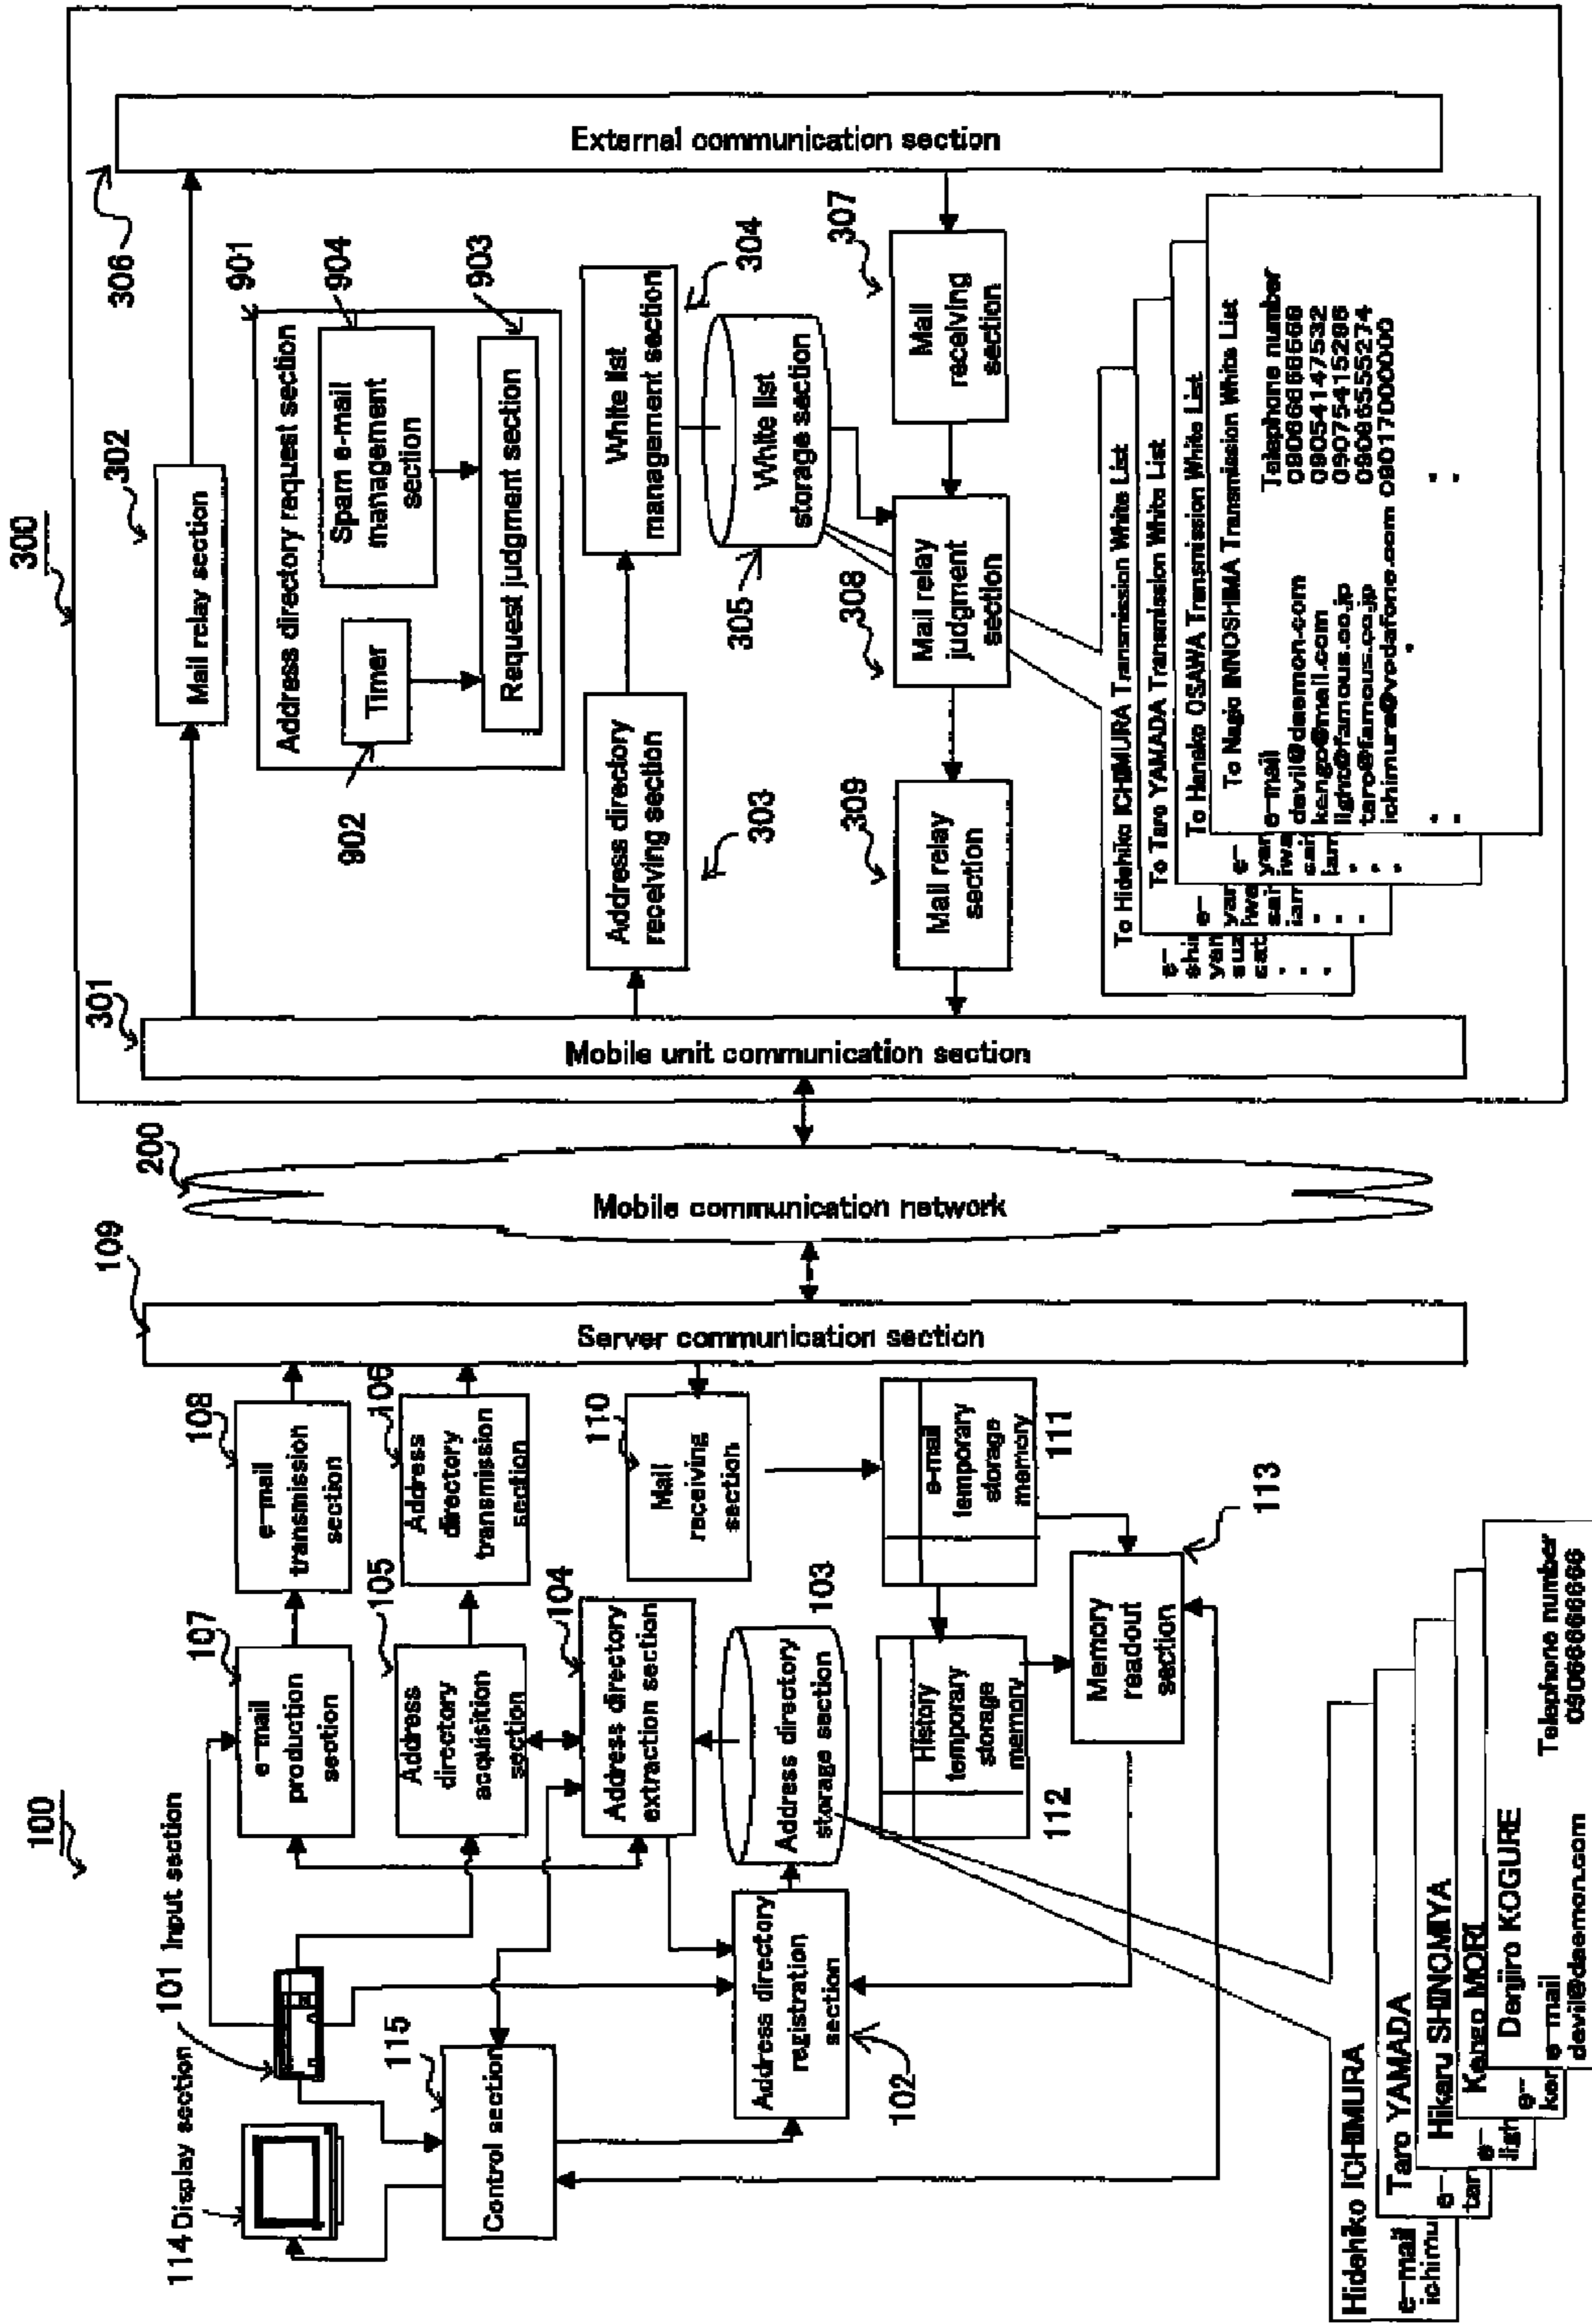 100
114 Display section
101 Input section
115
Control section
107
e-mail
production
section
108
e-mail
transmission
section
109
105
Address
directory
acquisition
section
106
Address
directory
transmission
section
104
Address directory
extraction section
110
Mail
receiving
section
Address directory
registration
section
102
103
Address directory
storage section
e-mail
temporary
storage
memory
111
History
temporary
storage
memory
112
Memory
readout
section
113
Server communication section
Hidehiko ICHIMURA
e-mail
ichimu
Taro YAMADA
e-
tar
Hikaru SHINOMIYA
e-
ligh
Kengo MORI
e-
ken
Denjiro KOGURE
e-mail
Telephone number
devil@daemon.com
09066666666
200
Mobile communication network
300
301
Mobile unit communication section
302
Mail relay section
306
External communication section
901
Address directory request section
902
Timer
904
Spam e-mail
management
section
903
Request judgment section
Address directory
receiving section
303
White list
management section
304
White list
storage section
305
309
Mail relay
section
308
Mail relay
judgment
section
307
Mail
receiving
section
To Hidehiko ICHIMURA Transmission White List
To Taro YAMADA Transmission White List
To Hanako OSAWA Transmission White List
To Nagio INNOSHIMA Transmission White List
e-mail
Telephone number
devil@daemon.com 09066666666
kengo@mail.com 09054147532
light@famous.co.jp 09075415286
taro@famous.co.jp 09086555274
ichimura@vodafone.com 09017000000